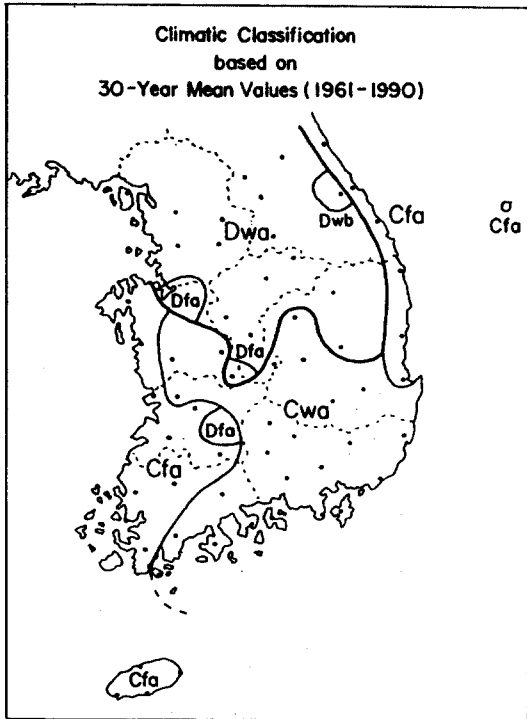 Climatic Classification
based on
30-Year Mean Values (1961-1990)
Dwb
Cfa
Cfa
Dwa
Dfa
Dfa
Cwa
Dfa
Cfa
Cfa